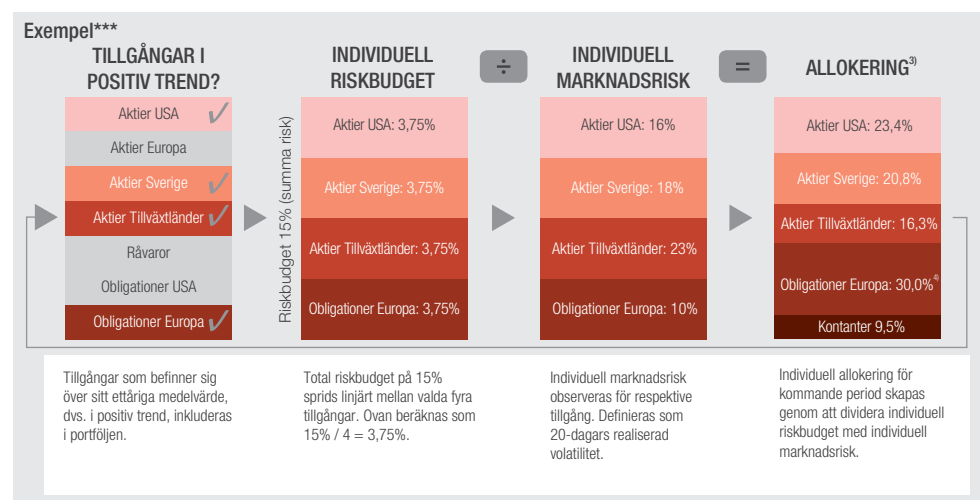 Exempel***
TILLGÅNGAR I
POSITIV TREND?
Aktier USA
Aktier Europa
Aktier Sverige
Aktier Tillväxtländer
Råvaror
Obligationer USA
Obligationer Europa
Tillgångar som befinner sig
över sitt ettåriga medelvärde,
dvs. i positiv trend, inkluderas
i portföljen.
INDIVIDUELL
RISKBUDGET
Riskbudget 15% (summa risk)
Aktier USA: 3,75%
Aktier Sverige: 3,75%
Aktier Tillväxtländer: 3,75%
Obligationer Europa: 3,75%
Total riskbudget på 15%
sprids linjärt mellan valda fyra
tillgångar. Ovan beräknas som
15% / 4 = 3,75%.
÷
INDIVIDUELL
MARKNADSRISK
Aktier USA: 16%
Aktier Sverige: 18%
Aktier Tillväxtländer: 23%
Obligationer Europa: 10%
Individuell marknadsrisk
observeras för respektive
tillgång. Definieras som
20-dagars realiserad
volatilitet.
=
ALLOKERING3)
Aktier USA: 23,4%
Aktier Sverige: 20,8%
Aktier Tillväxtländer: 16,3%
Obligationer Europa: 30,0%4)
Kontanter 9,5%
Individuell allokering för
kommande period skapas
genom att dividera individuell
riskbudget med individuell
marknadsrisk.